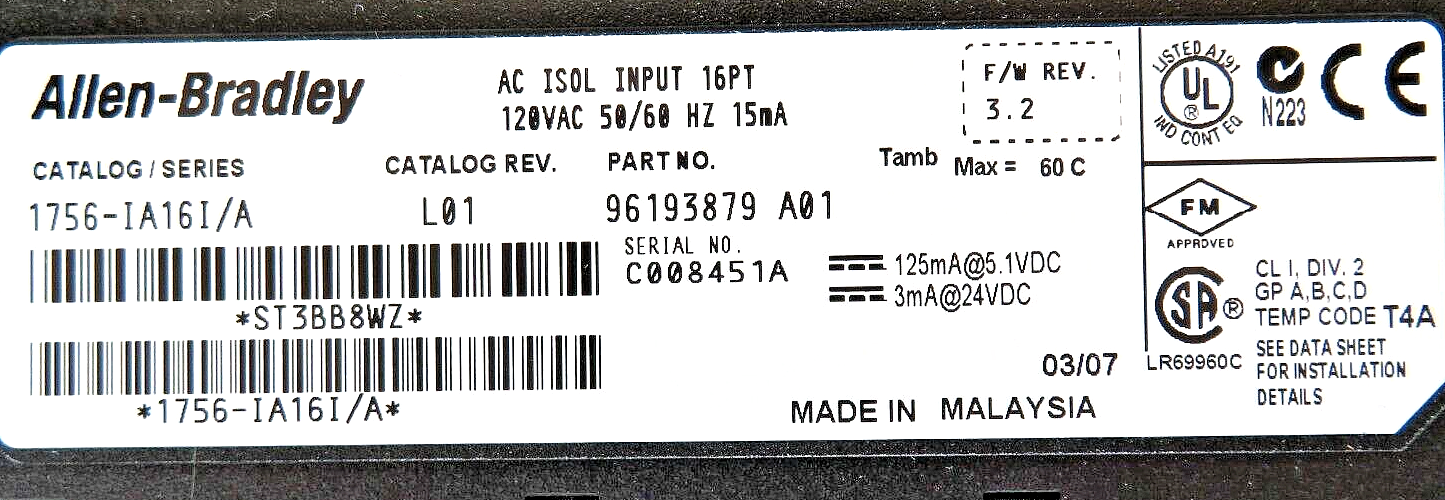 Allen-Bradley
AC ISOL INPUT 16PT
120VAC 50/60 HZ 15mA
F/W REV.
3.2
CATALOG / SERIES
1756-IA16I/A
CATALOG REV.
L01
PART NO.
96193879 A01
Tamb Max = 60 C
SERIAL NO.
C008451A
125mA@5.1VDC
3mA@24VDC
*ST3BB8WZ*
*1756-IA16I/A*
03/07
MADE IN MALAYSIA
LISTED A191
UL
®
IND CONT EQ
N223
CE
FM
APPROVED
SA®
LR69960C
CL I, DIV. 2
GP A,B,C,D
TEMP CODE T4A
SEE DATA SHEET
FOR INSTALLATION
DETAILS